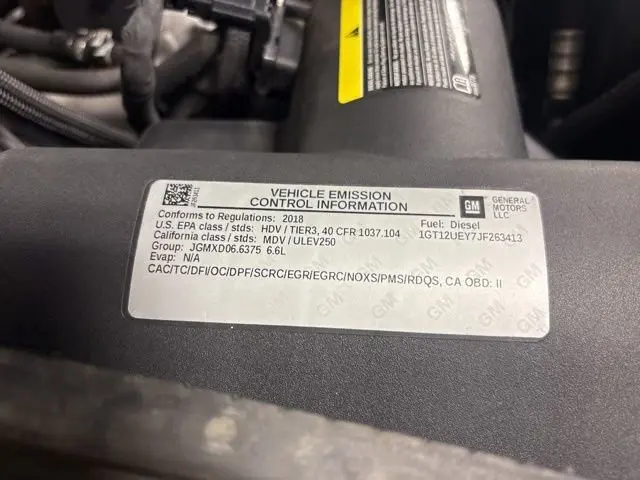 VEHICLE EMISSION
CONTROL INFORMATION
GM GENERAL
MOTORS
LLC
Conforms to Regulations: 2018
Fuel: Diesel
U.S. EPA class / stds: HDV / TIER3, 40 CFR 1037.104
1GT12UEY7JF263413
California class / stds: MDV / ULEV250
Group: JGMXD06.6375 6.6L
Evap: N/A
CAC/TC/DFI/OC/DPF/SCRC/EGR/EGRC/NOXS/PMS/RDQS, CA OBD: II